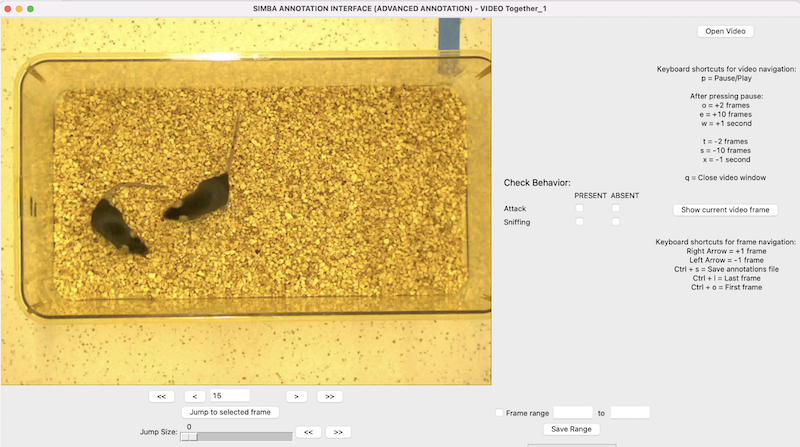 SIMBA ANNOTATION INTERFACE (ADVANCED ANNOTATION) - VIDEO Together_1
Open Video
Keyboard shortcuts for video navigation:
p = Pause/Play
After pressing pause:
o = +2 frames
e = +10 frames
w = +1 second
t = -2 frames
s = -10 frames
x = -1 second
q = Close video window
Check Behavior:
PRESENT ABSENT
Attack
Sniffing
Show current video frame
Keyboard shortcuts for frame navigation:
Right Arrow = +1 frame
Left Arrow = -1 frame
Ctrl + s = Save annotations file
Ctrl + l = Last frame
Ctrl + o = First frame
<< < 15 > >>
Jump to selected frame
Jump Size: 0 << >>
Frame range to
Save Range